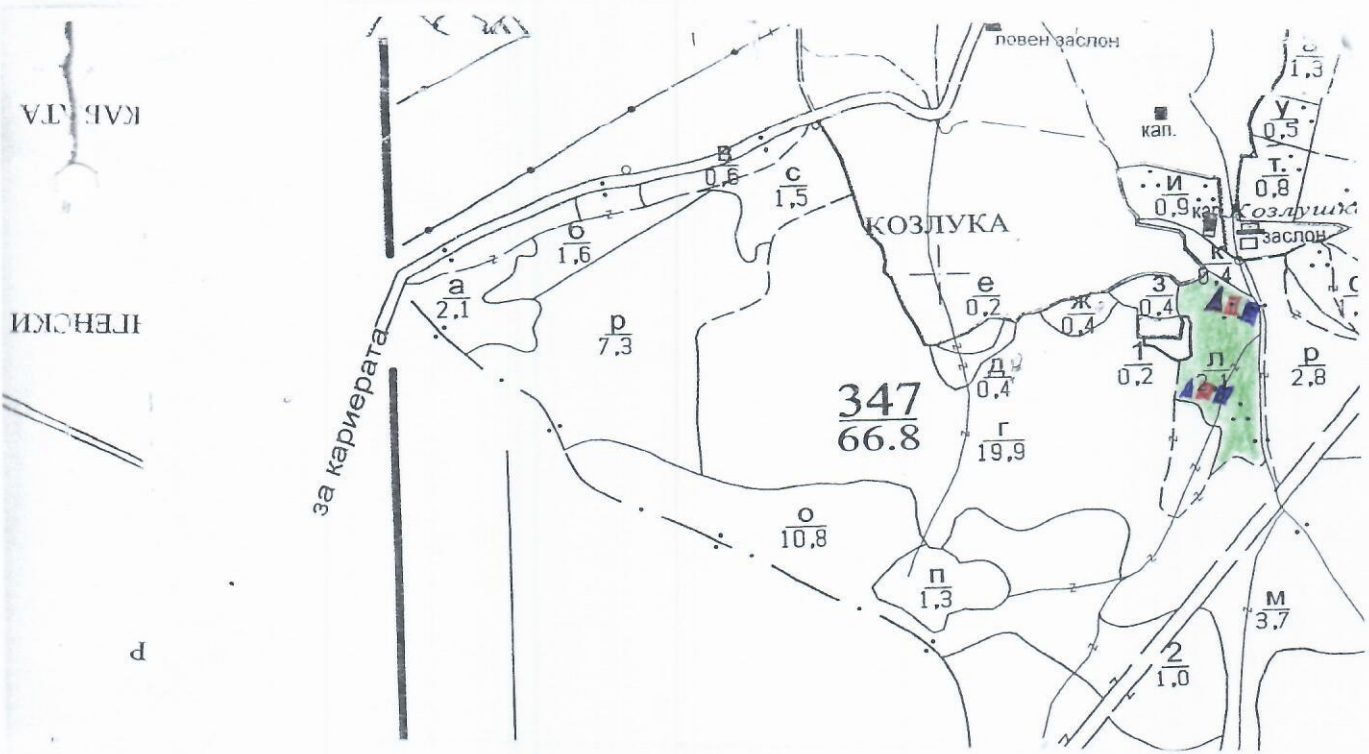 ловен заслон
1,3
У
0,5
кап.
Т.
0,8
И
0,9
кап.
Козлушка
заслон
В
0,6
с
1,5
КОЗЛУКА
б
1,6
К
0,4
а
2,1
е
0,2
З
0,4
ж
0,4
НГЕНСКИ
р
7,3
1
0,2
Л
2,1
р
2,8
д
0,4
347
66.8
г
19,9
за кариерата
о
10,8
п
1,3
м
3,7
2
1,0
Р